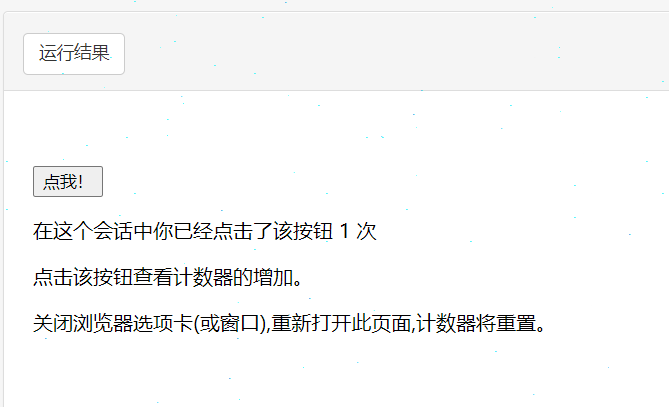 运行结果
点我!
在这个会话中你已经点击了该按钮 1 次
点击该按钮查看计数器的增加。
关闭浏览器选项卡(或窗口),重新打开此页面,计数器将重置。